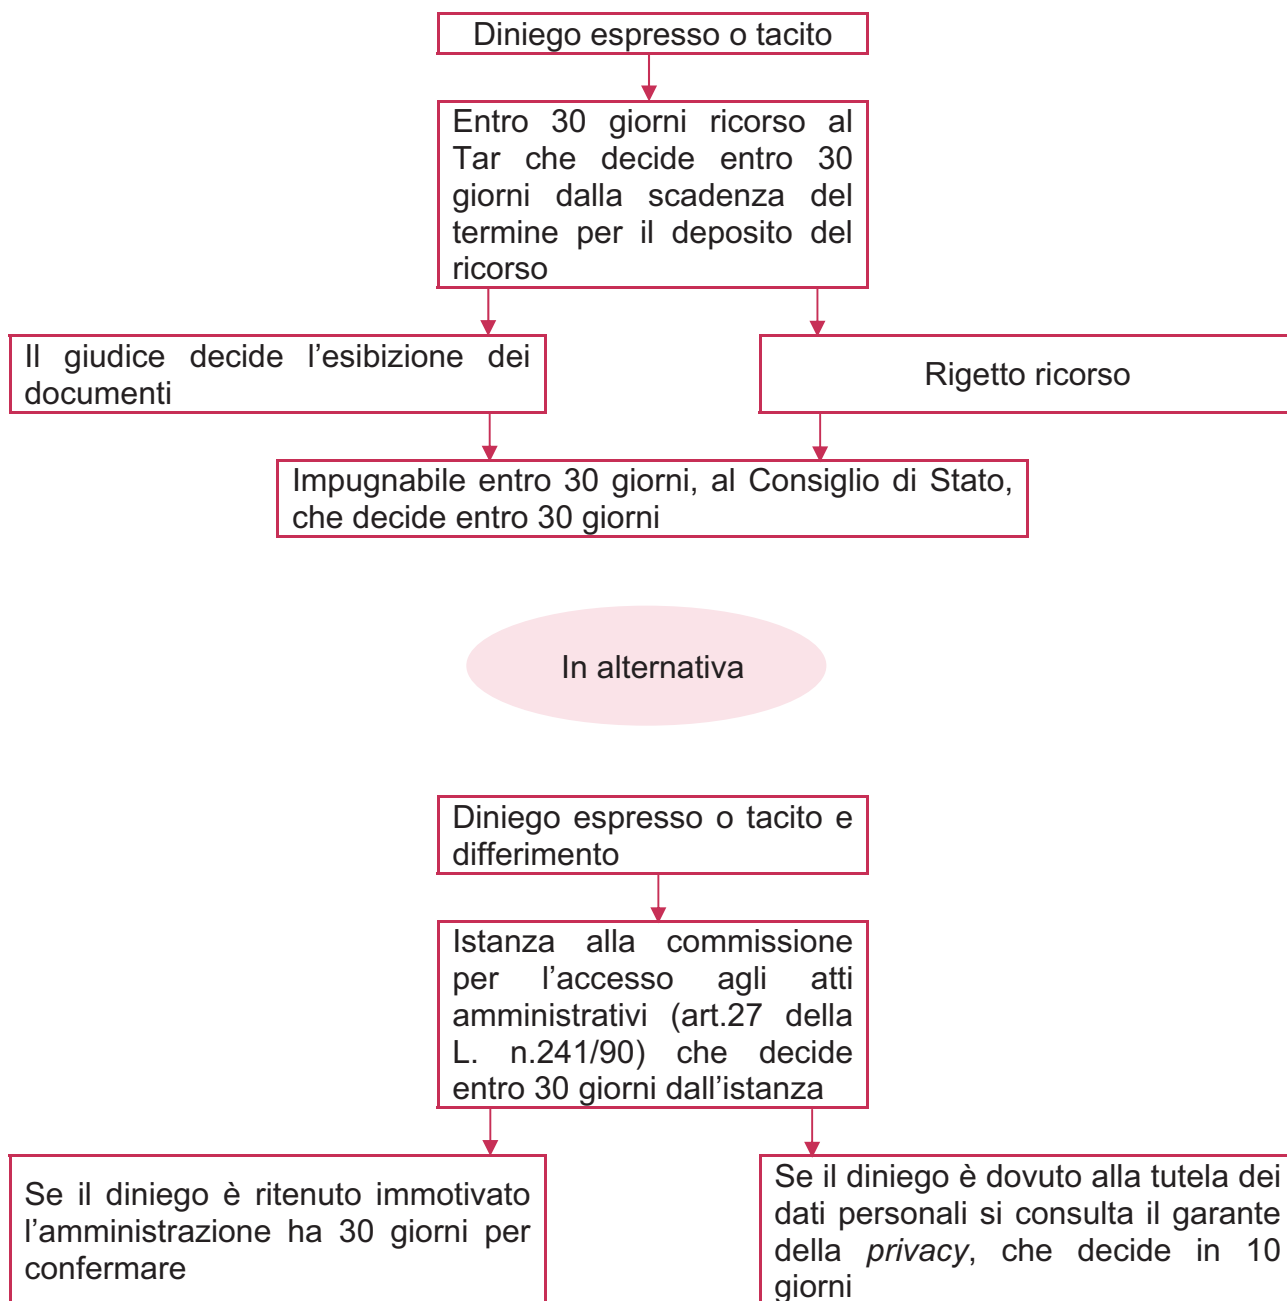 Diniego espresso o tacito
Entro 30 giorni ricorso al
Tar che decide entro 30
giorni dalla scadenza del
termine per il deposito del
ricorso
Il giudice decide l’esibizione dei
documenti
Rigetto ricorso
Impugnabile entro 30 giorni, al Consiglio di Stato,
che decide entro 30 giorni
In alternativa
Diniego espresso o tacito e
differimento
Istanza alla commissione
per l’accesso agli atti
amministrativi (art.27 della
L. n.241/90) che decide
entro 30 giorni dall’istanza
Se il diniego è ritenuto immotivato
l’amministrazione ha 30 giorni per
confermare
Se il diniego è dovuto alla tutela dei
dati personali si consulta il garante
della privacy, che decide in 10
giorni